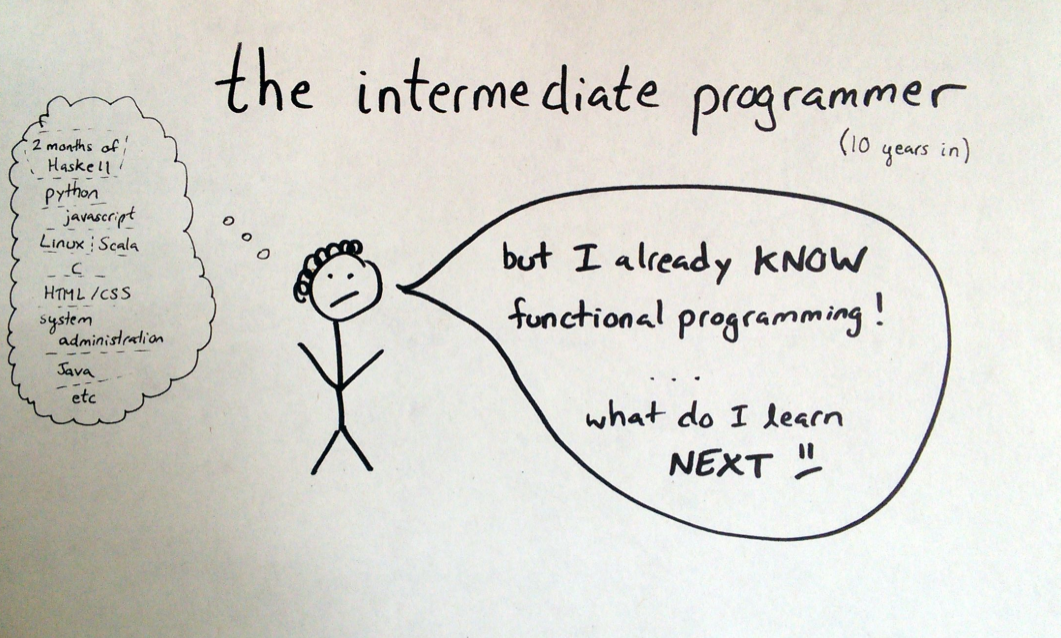 the intermediate programmer
(10 years in)
2 months of
Haskell
python
javascript
Linux Scala
C
HTML/CSS
system
administration
Java
etc
but I already KNOW
functional programming!
...
what do I learn
NEXT